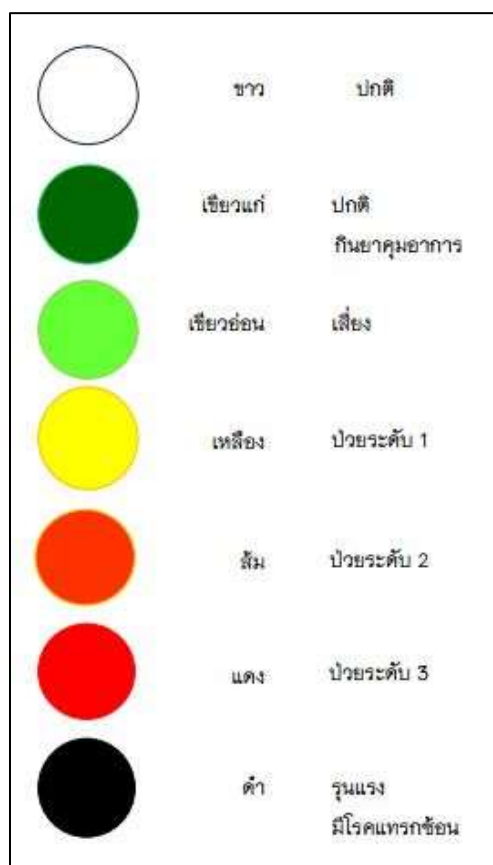 ขาว ปกติ
เขียวแก่ ปกติ
กินยาคุมอาการ
เขียวอ่อน เสี่ยง
เหลือง ป่วยระดับ 1
ส้ม ป่วยระดับ 2
แดง ป่วยระดับ 3
ดำ รุนแรง
มีโรคแทรกซ้อน